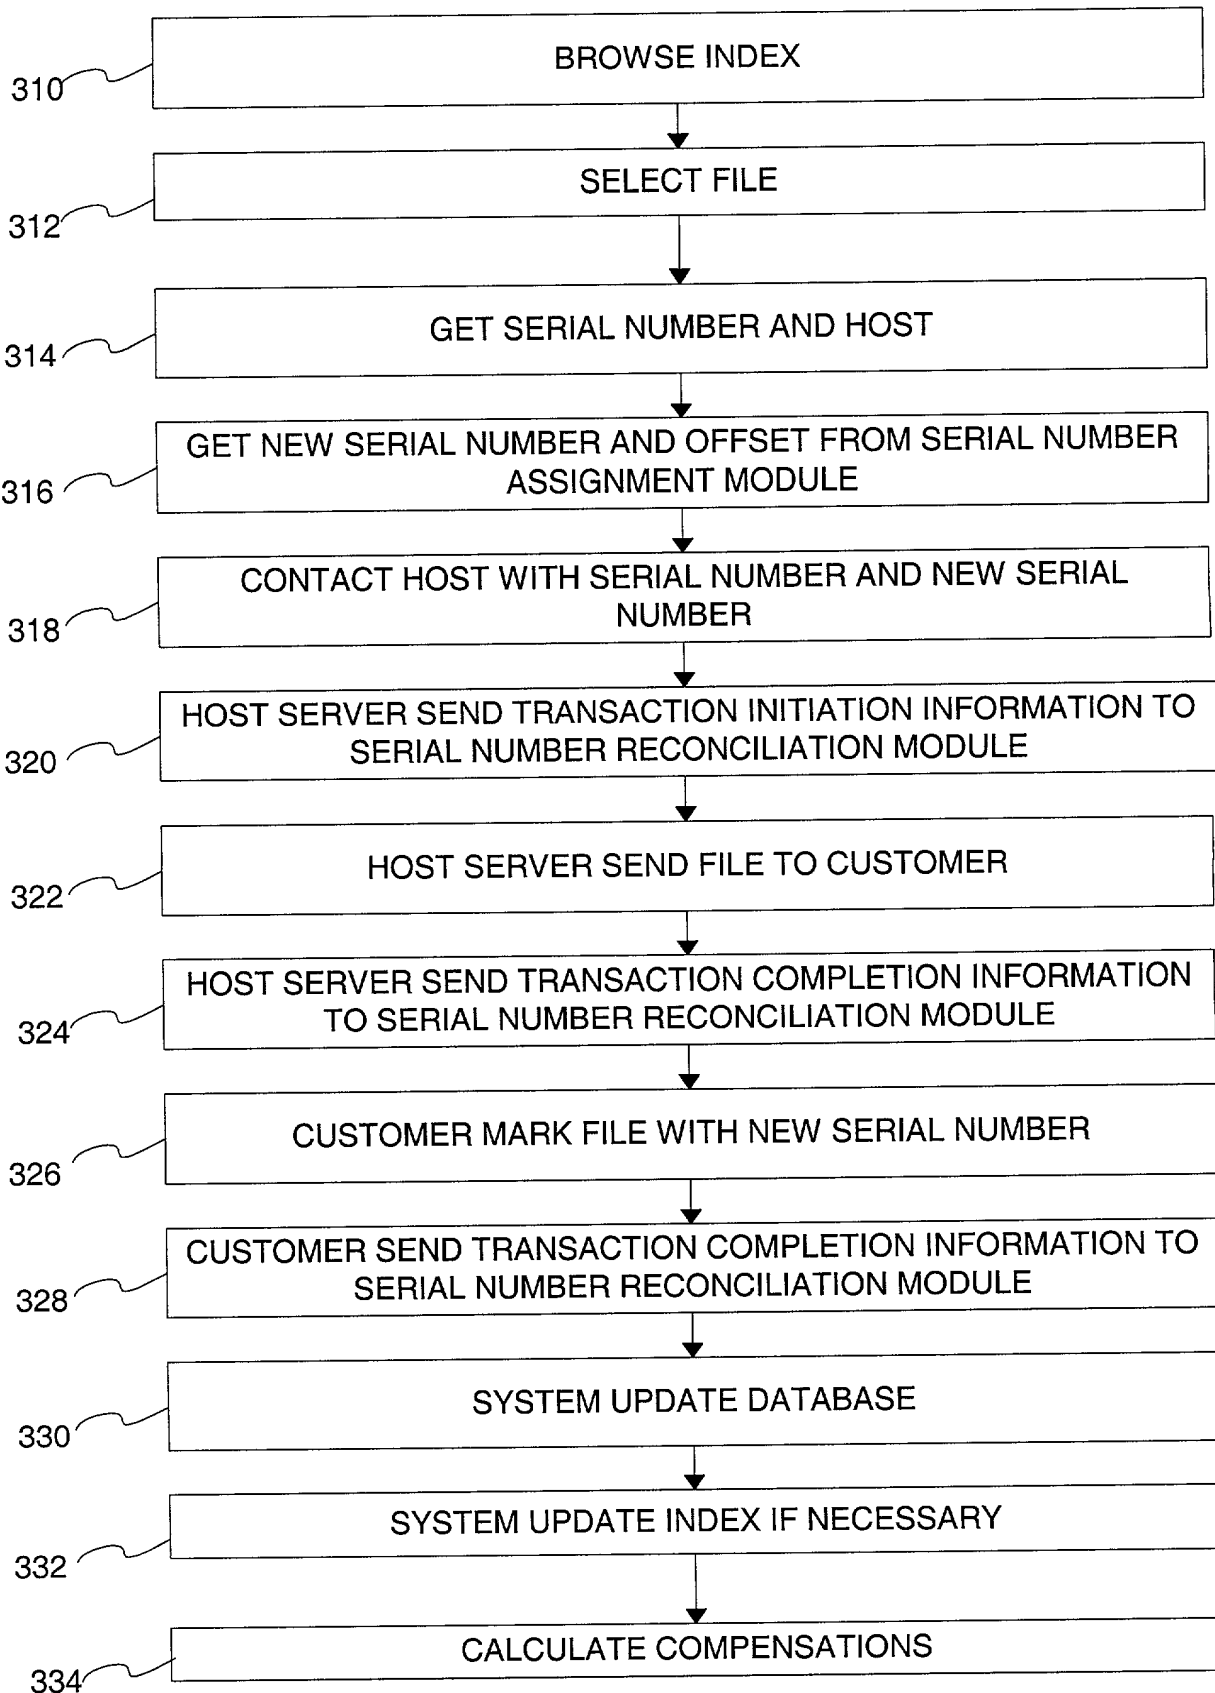 BROWSE INDEX
310
SELECT FILE
312
GET SERIAL NUMBER AND HOST
314
GET NEW SERIAL NUMBER AND OFFSET FROM SERIAL NUMBER
ASSIGNMENT MODULE
316
CONTACT HOST WITH SERIAL NUMBER AND NEW SERIAL
NUMBER
318
HOST SERVER SEND TRANSACTION INITIATION INFORMATION TO
SERIAL NUMBER RECONCILIATION MODULE
320
HOST SERVER SEND FILE TO CUSTOMER
322
HOST SERVER SEND TRANSACTION COMPLETION INFORMATION
TO SERIAL NUMBER RECONCILIATION MODULE
324
CUSTOMER MARK FILE WITH NEW SERIAL NUMBER
326
CUSTOMER SEND TRANSACTION COMPLETION INFORMATION TO
SERIAL NUMBER RECONCILIATION MODULE
328
SYSTEM UPDATE DATABASE
330
SYSTEM UPDATE INDEX IF NECESSARY
332
CALCULATE COMPENSATIONS
334